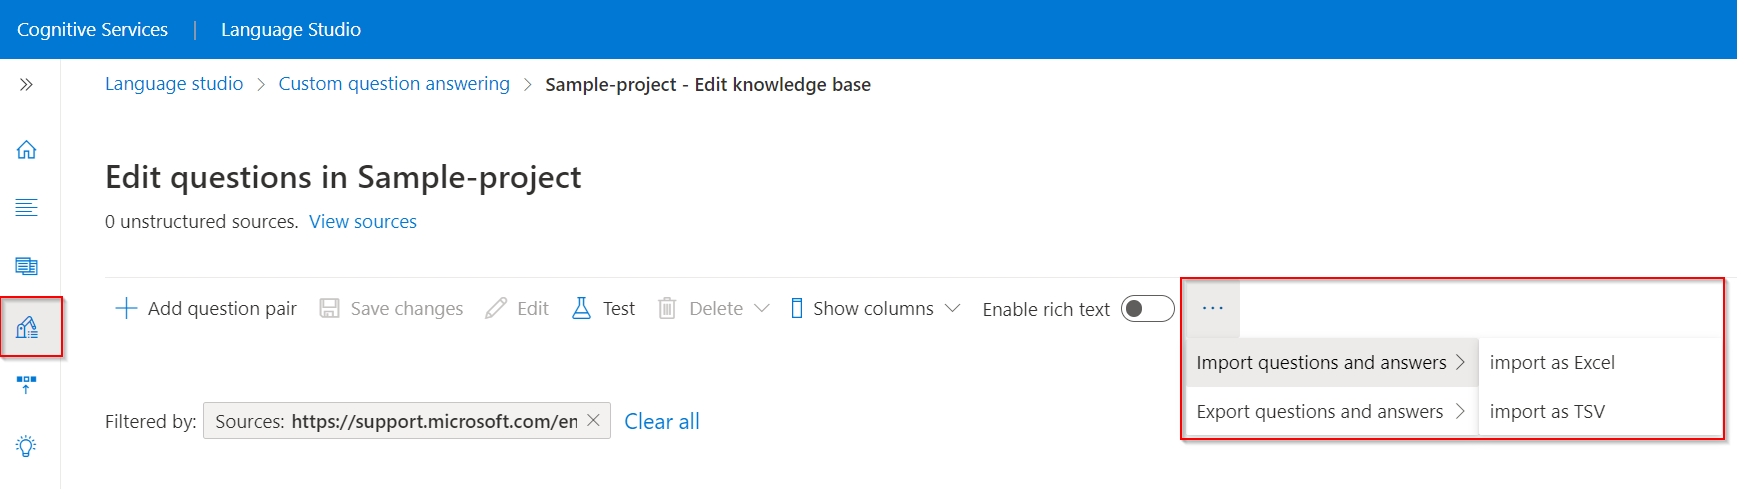 Cognitive Services | Language Studio
Language studio > Custom question answering > Sample-project - Edit knowledge base
Edit questions in Sample-project
0 unstructured sources. View sources
Add question pair Save changes Edit Test Delete Show columns Enable rich text ...
Import questions and answers > import as Excel
Export questions and answers > import as TSV
Filtered by: Sources: https://support.microsoft.com/en Clear all